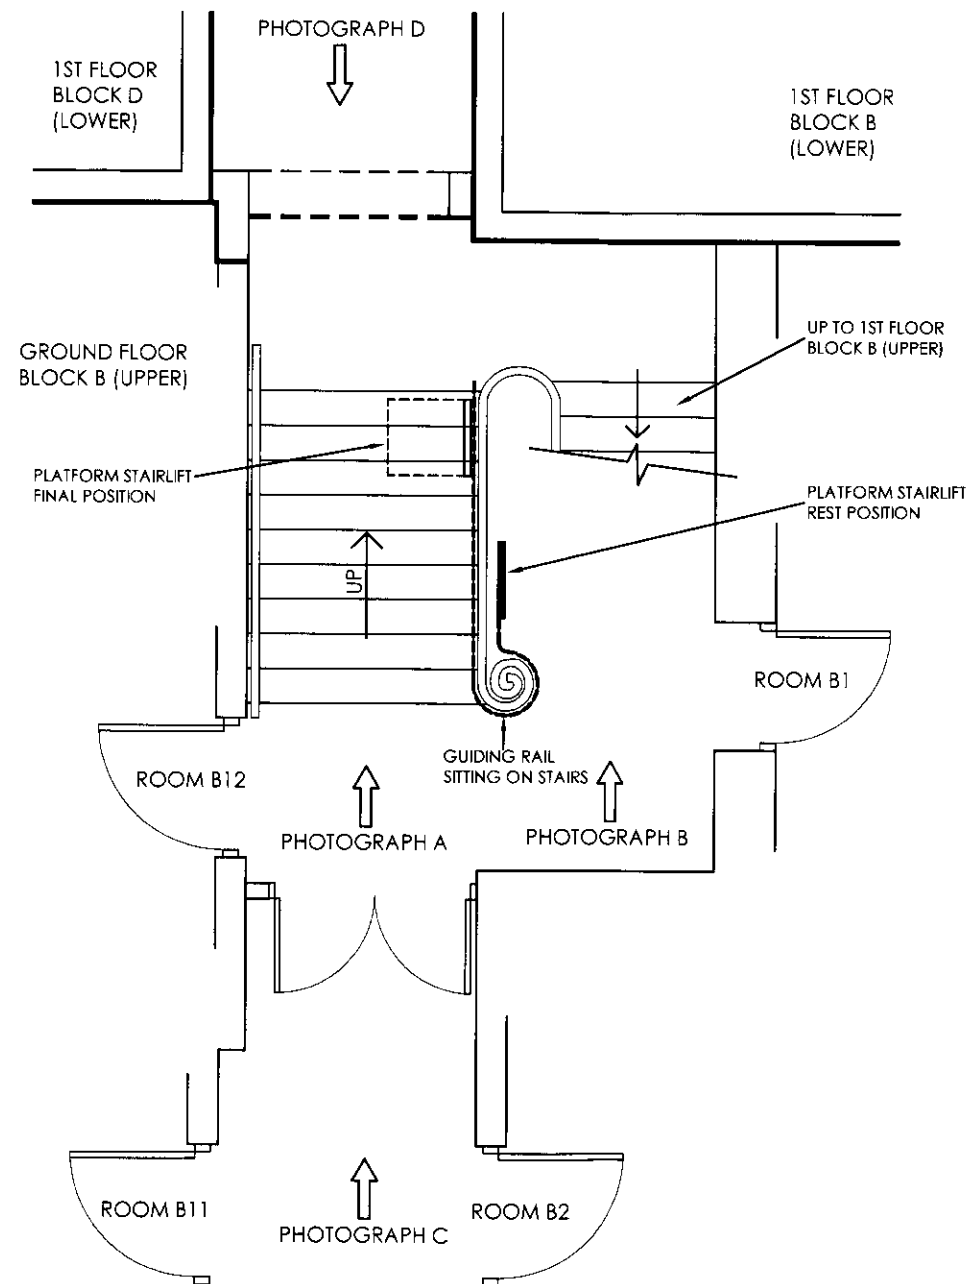 PHOTOGRAPH D
1ST FLOOR
BLOCK D
(LOWER)
1ST FLOOR
BLOCK B
(LOWER)
GROUND FLOOR
BLOCK B (UPPER)
UP TO 1ST FLOOR
BLOCK B (UPPER)
PLATFORM STAIRLIFT
FINAL POSITION
PLATFORM STAIRLIFT
REST POSITION
UP
ROOM B1
GUIDING RAIL
SITTING ON STAIRS
ROOM B12
PHOTOGRAPH A
PHOTOGRAPH B
ROOM B11
PHOTOGRAPH C
ROOM B2